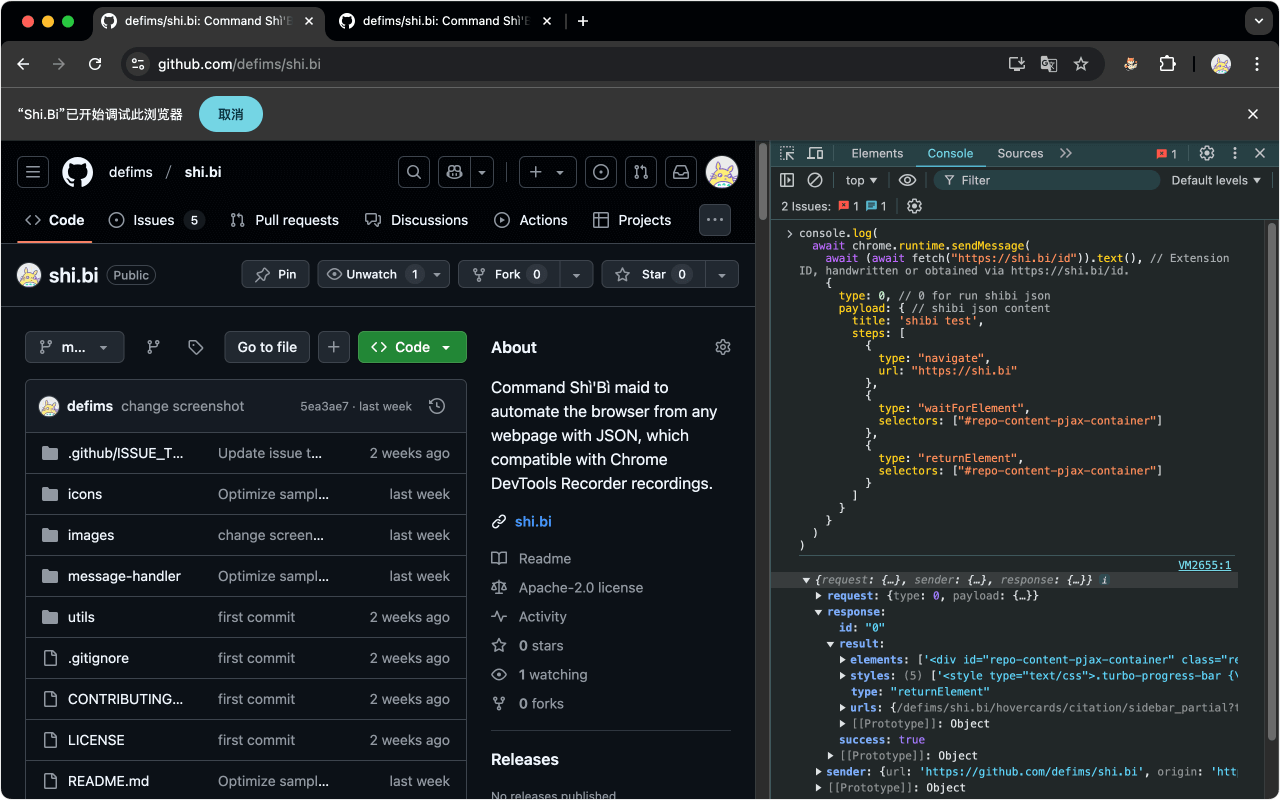 defims/shi.bi: Command Shì'B
defims/shi.bi: Command Shì'B
github.com/defims/shi.bi
“Shi.Bi”已开始调试此浏览器
取消
defims / shi.bi
Code
Issues 5
Pull requests
Discussions
Actions
Projects
shi.bi Public
Pin
Unwatch 1
Fork 0
Star 0
m...
Go to file
Code
defims change screenshot 5ea3ae7 · last week
.github/ISSUE_T... Update issue t... 2 weeks ago
icons Optimize sampl... last week
images change screen... last week
message-handler Optimize sampl... last week
utils first commit 2 weeks ago
.gitignore first commit 2 weeks ago
CONTRIBUTING... first commit 2 weeks ago
LICENSE first commit 2 weeks ago
README.md Optimize sampl... last week
About
Command Shì'Bì maid to
automate the browser from any
webpage with JSON, which
compatible with Chrome
DevTools Recorder recordings.
shi.bi
Readme
Apache-2.0 license
Activity
0 stars
1 watching
0 forks
Releases
No releases published
Elements Console Sources 1
top Filter Default levels
2 Issues: 1 1
console.log(
await chrome.runtime.sendMessage(
await (await fetch("https://shi.bi/id")).text(), // Extension
ID, handwritten or obtained via https://shi.bi/id.
{
type: 0, // 0 for run shibi json
payload: { // shibi json content
title: 'shibi test',
steps: [
{
type: "navigate",
url: "https://shi.bi"
},
{
type: "waitForElement",
selectors: ["#repo-content-pjax-container"]
},
{
type: "returnElement",
selectors: ["#repo-content-pjax-container"]
}
]
}
}
)
)
VM2655:1
{request: {…}, sender: {…}, response: {…}} i
request: {type: 0, payload: {…}}
response:
id: "0"
result:
elements: ['<div id="repo-content-pjax-container" class="re
styles: (5) ['<style type="text/css">.turbo-progress-bar {\
type: "returnElement"
urls: {/defims/shi.bi/hovercards/citation/sidebar_partial?t
[[Prototype]]: Object
success: true
[[Prototype]]: Object
sender: {url: 'https://github.com/defims/shi.bi', origin: 'htt
[[Prototype]]: Object